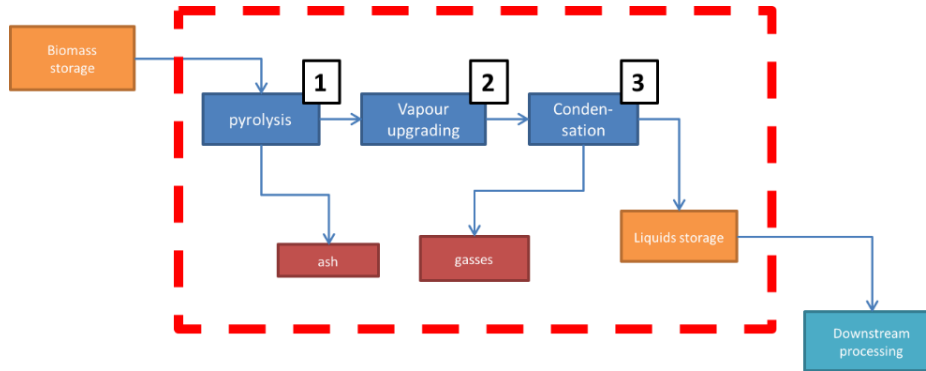 Biomass
storage
1
2
3
pyrolysis
Vapour
upgrading
Conden-
sation
ash
gasses
Liquids storage
Downstream
processing